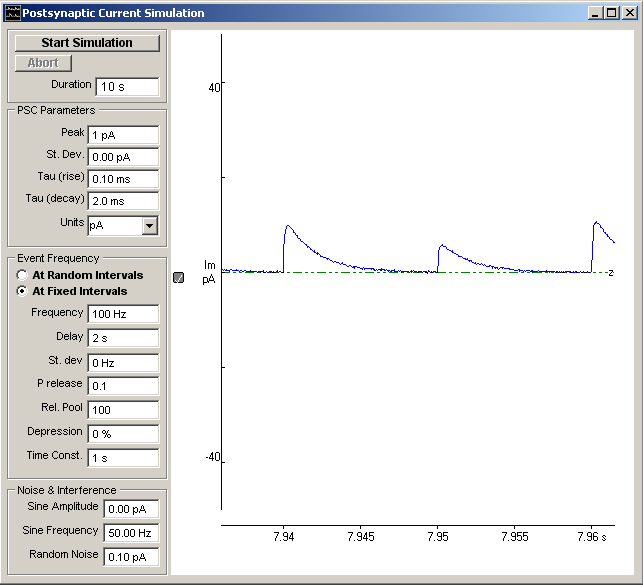 Postsynaptic Current Simulation
Start Simulation
Abort
Duration 10 s
PSC Parameters
Peak 1 pA
St. Dev. 0.00 pA
Tau (rise) 0.10 ms
Tau (decay) 2.0 ms
Units pA
Event Frequency
At Random Intervals
At Fixed Intervals
Frequency 100 Hz
Delay 2 s
St. dev 0 Hz
P release 0.1
Rel. Pool 100
Depression 0 %
Time Const. 1 s
Noise & Interference
Sine Amplitude 0.00 pA
Sine Frequency 50.00 Hz
Random Noise 0.10 pA
40
Im
pA
z
-40
7.94 7.945 7.95 7.955 7.96 s